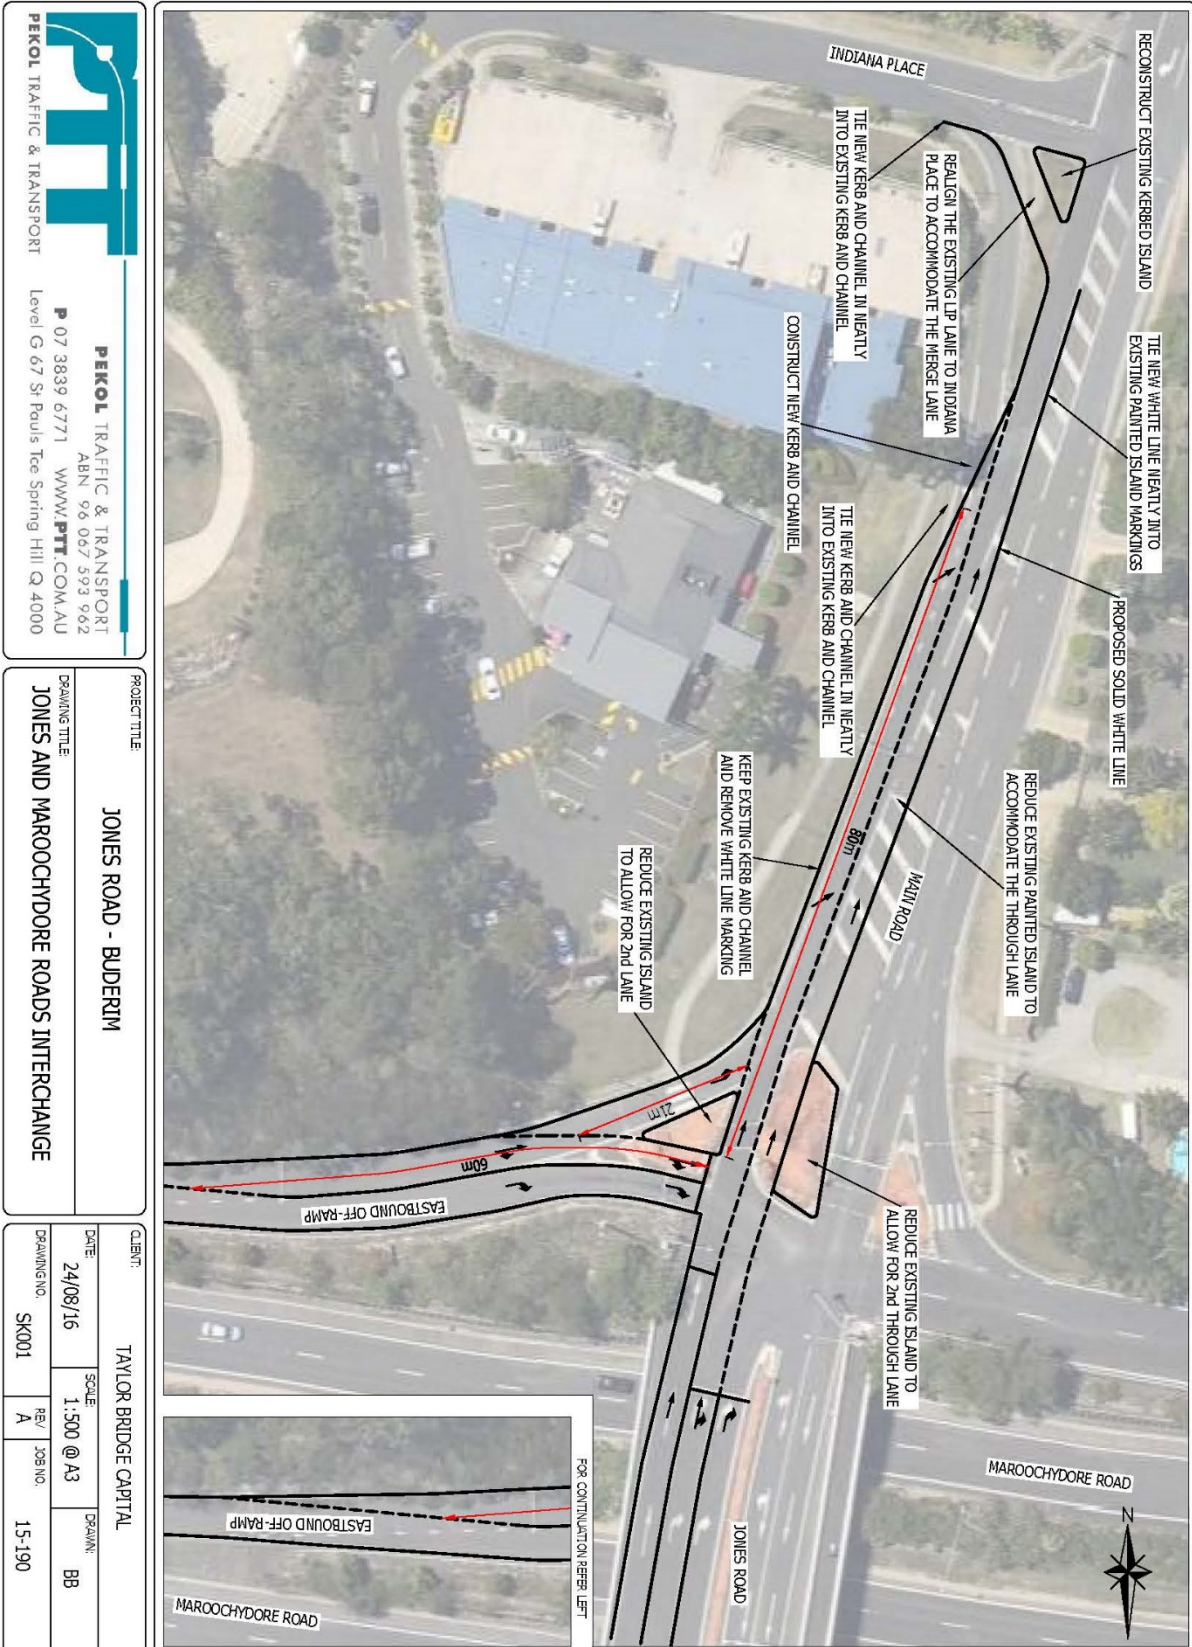 RECONSTRUCT EXISTING KERBED ISLAND
INDIANA PLACE
TIE NEW KERB AND CHANNEL IN NEATLY
INTO EXISTING KERB AND CHANNEL
REALIGN THE EXISTING LIP LANE TO INDIANA
PLACE TO ACCOMMODATE THE MERGE LANE
TIE NEW WHITE LINE NEATLY INTO
EXISTING PAINTED ISLAND MARKINGS
CONSTRUCT NEW KERB AND CHANNEL
TIE NEW KERB AND CHANNEL IN NEATLY
INTO EXISTING KERB AND CHANNEL
PROPOSED SOLID WHITE LINE
REDUCE EXISTING PAINTED ISLAND TO
ACCOMMODATE THE THROUGH LANE
KEEP EXISTING KERB AND CHANNEL
AND REMOVE WHITE LINE MARKING
80m
MAIN ROAD
REDUCE EXISTING ISLAND
TO ALLOW FOR 2nd LANE
21m
60m
EASTBOUND OFF-RAMP
REDUCE EXISTING ISLAND TO
ALLOW FOR 2nd THROUGH LANE
MAROOCHYDORE ROAD
N
JONES ROAD
FOR CONTINUATION REFER LEFT
EASTBOUND OFF-RAMP
MAROOCHYDORE ROAD
PTT
PEKOL TRAFFIC & TRANSPORT
PEKOL TRAFFIC & TRANSPORT
ABN 96 067 593 962
P 07 3839 6771 WWW.PTT.COM.AU
Level G 67 St Pauls Tce Spring Hill Q 4000
PROJECT TITLE:
JONES ROAD - BUDERIM
DRAWING TITLE:
JONES AND MAROOCHYDORE ROADS INTERCHANGE
CLIENT:
TAYLOR BRIDGE CAPITAL
DATE:
24/08/16
SCALE:
1:500 @ A3
DRAWN:
BB
DRAWING NO.
SK001
REV
A
JOB NO.
15-190